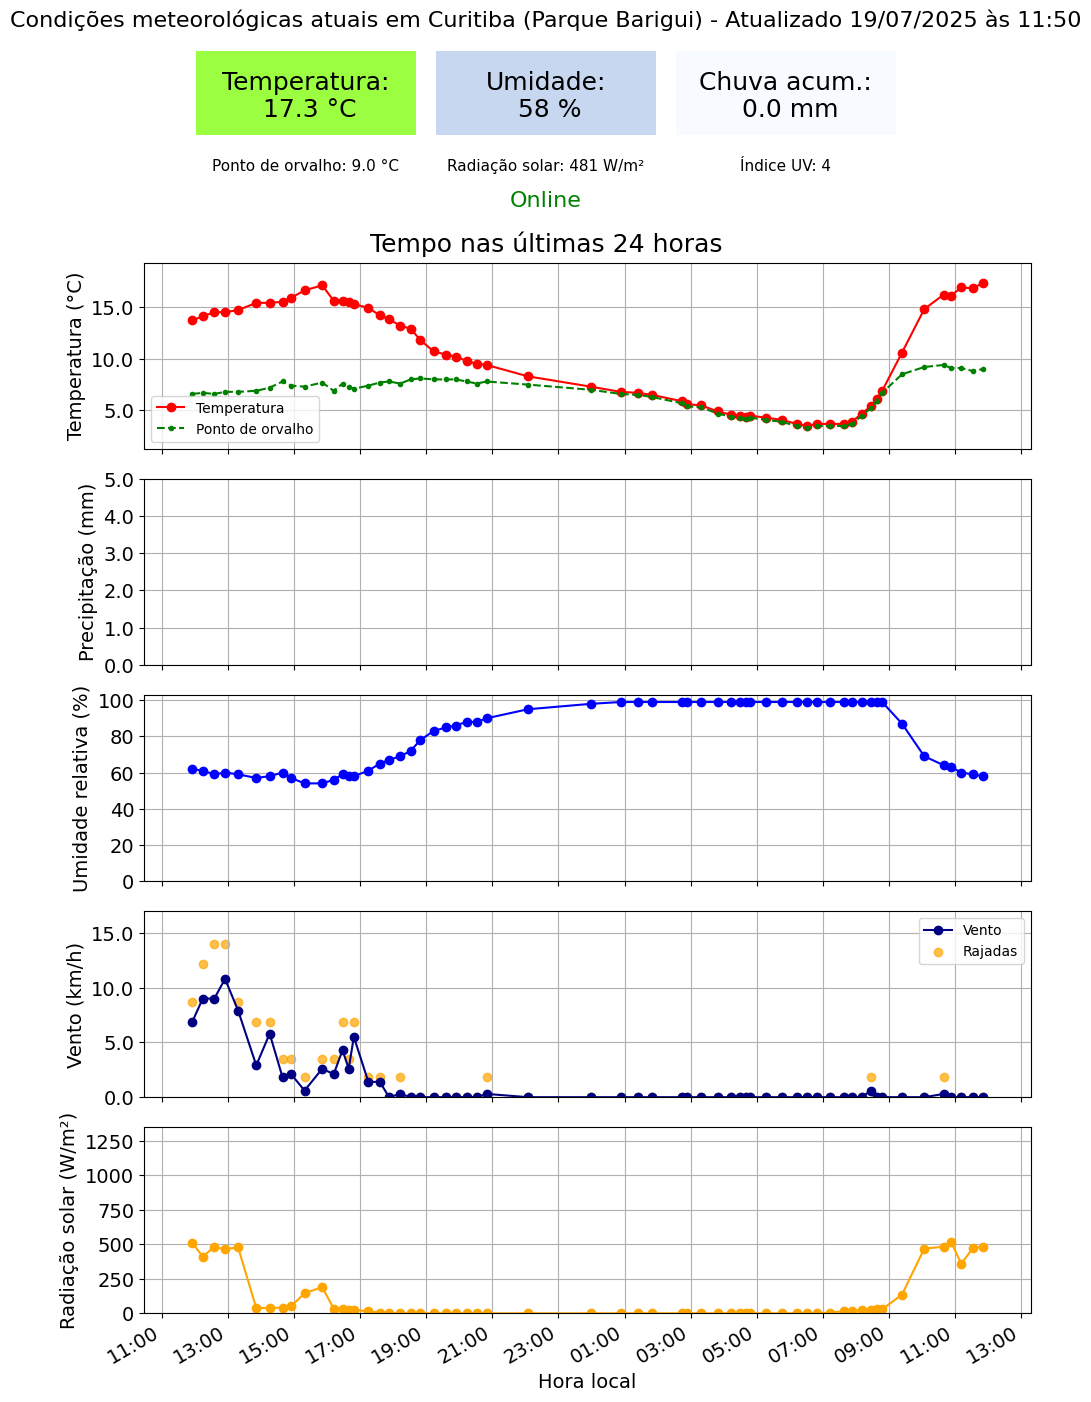 Condições meteorológicas atuais em Curitiba (Parque Barigui) - Atualizado 19/07/2025 às 11:50
Temperatura:
17.3 °C
Umidade:
58 %
Chuva acum.:
0.0 mm
Ponto de orvalho: 9.0 °C
Radiação solar: 481 W/m²
Índice UV: 4
Online
Tempo nas últimas 24 horas
Temperatura (°C)
15.0
10.0
5.0
Temperatura
Ponto de orvalho
Precipitação (mm)
5.0
4.0
3.0
2.0
1.0
0.0
Umidade relativa (%)
100
80
60
40
20
0
Vento (km/h)
15.0
10.0
5.0
0.0
Vento
Rajadas
Radiação solar (W/m²)
1250
1000
750
500
250
0
11:00
13:00
15:00
17:00
19:00
21:00
23:00
01:00
03:00
05:00
07:00
09:00
11:00
13:00
Hora local